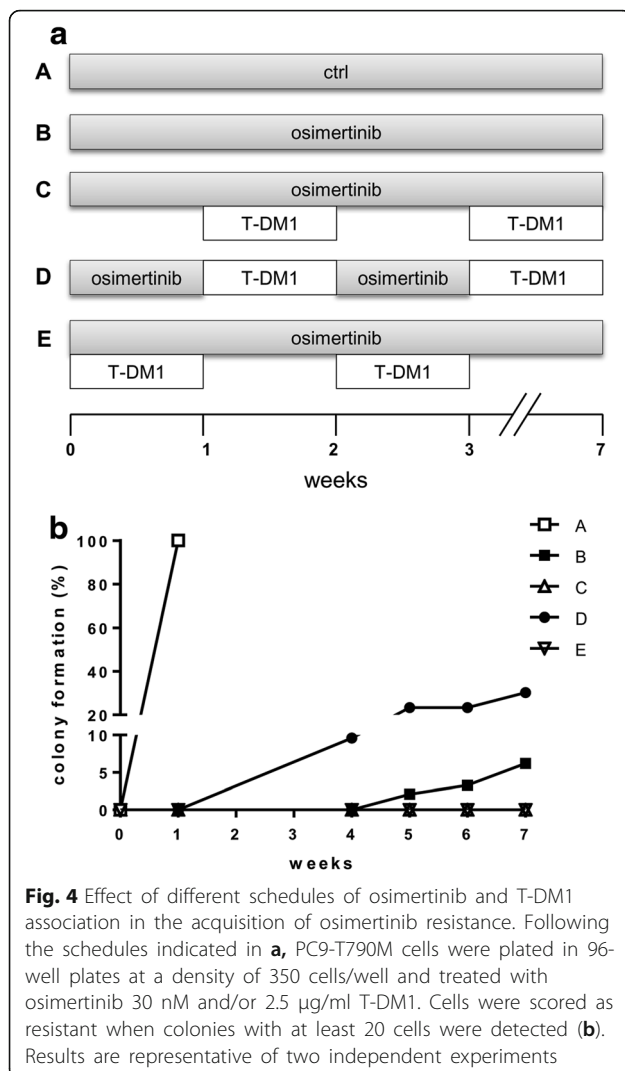 a
A ctrl
B osimertinib
C osimertinib
T-DM1 T-DM1
D osimertinib T-DM1 osimertinib T-DM1
E osimertinib
T-DM1 T-DM1
0 1 2 3 7
weeks
b
100
80
60
40
20
10
5
0
colony formation (%)
0 1 2 3 4 5 6 7
weeks
A
B
C
D
E
Fig. 4 Effect of different schedules of osimertinib and T-DM1
association in the acquisition of osimertinib resistance. Following
the schedules indicated in a, PC9-T790M cells were plated in 96-
well plates at a density of 350 cells/well and treated with
osimertinib 30 nM and/or 2.5 μg/ml T-DM1. Cells were scored as
resistant when colonies with at least 20 cells were detected (b).
Results are representative of two independent experiments